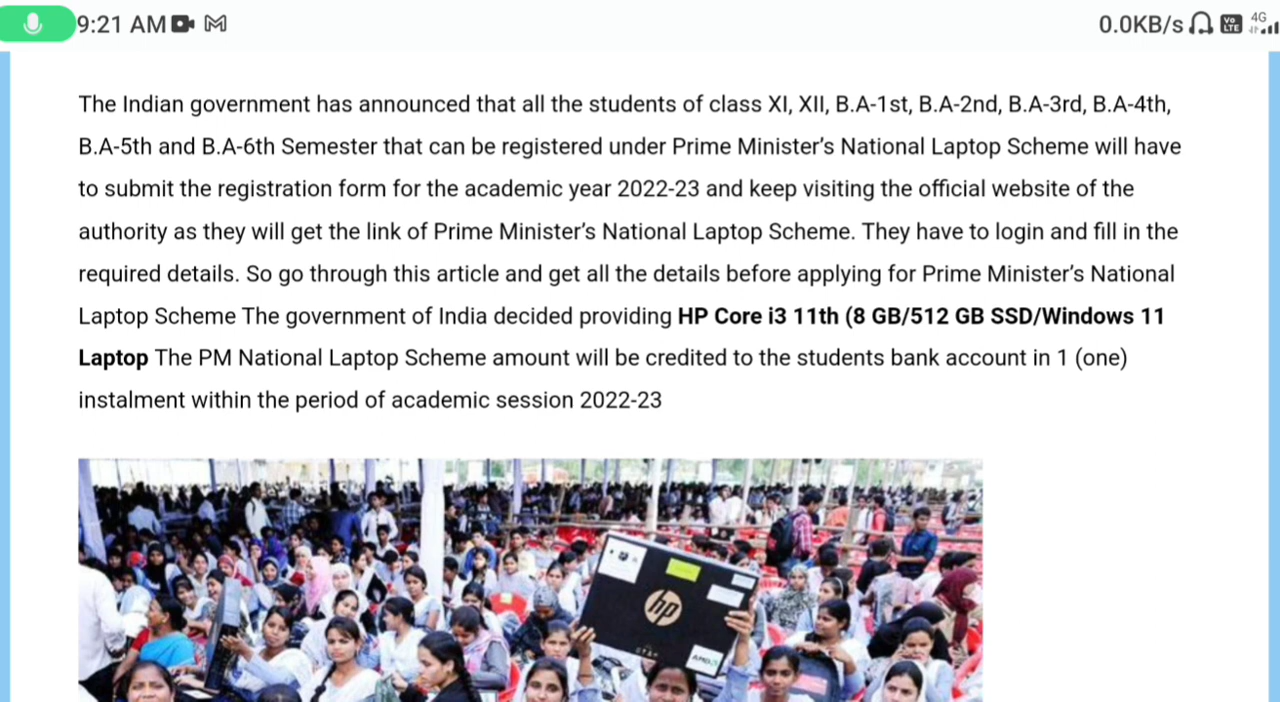 9:21 AM
0.0KB/s
Vo
LTE
4G
The Indian government has announced that all the students of class XI, XII, B.A-1st, B.A-2nd, B.A-3rd, B.A-4th,
B.A-5th and B.A-6th Semester that can be registered under Prime Minister's National Laptop Scheme will have
to submit the registration form for the academic year 2022-23 and keep visiting the official website of the
authority as they will get the link of Prime Minister's National Laptop Scheme. They have to login and fill in the
required details. So go through this article and get all the details before applying for Prime Minister's National
Laptop Scheme The government of India decided providing HP Core i3 11th (8 GB/512 GB SSD/Windows 11
Laptop The PM National Laptop Scheme amount will be credited to the students bank account in 1 (one)
instalment within the period of academic session 2022-23
hp
AMD